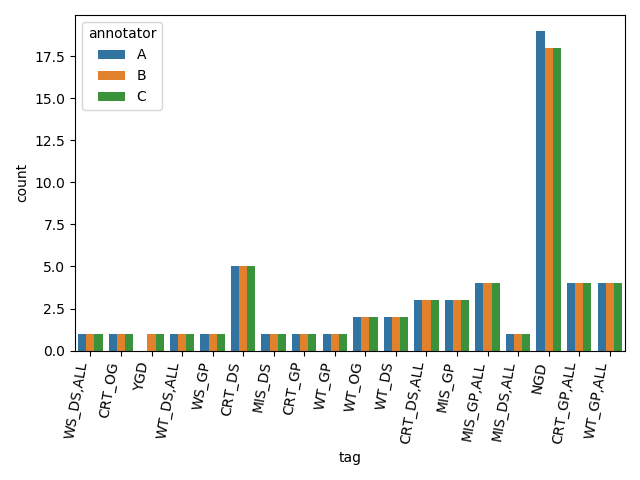 annotator
A
B
C
count
17.5
15.0
12.5
10.0
7.5
5.0
2.5
0.0
WS_DS,ALL
CRT_OG
YGD
WT_DS,ALL
WS_GP
CRT_DS
MIS_DS
CRT_GP
WT_GP
WT_OG
WT_DS
CRT_DS,ALL
MIS_GP
MIS_GP,ALL
MIS_DS,ALL
NGD
CRT_GP,ALL
WT_GP,ALL
tag